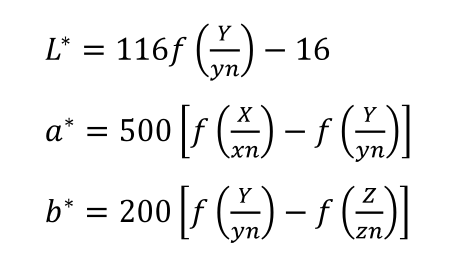 L* = 116f (Y/yn) − 16
a* = 500 [f (X/xn) − f (Y/yn)]
b* = 200 [f (Y/yn) − f (Z/zn)]